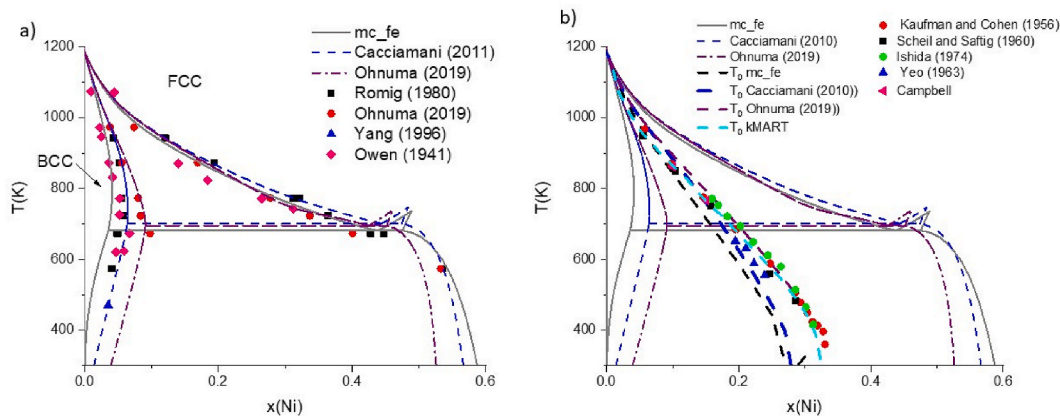 a)
mc_fe
Cacciamani (2011)
Ohnuma (2019)
Romig (1980)
Ohnuma (2019)
Yang (1996)
Owen (1941)
FCC
BCC
1200
1000
800
600
400
T(K)
0.0
0.2
0.4
0.6
x(Ni)
b)
mc_fe
Cacciamani (2010)
Ohnuma (2019)
T₀ mc_fe
T₀ Cacciamani (2010))
T₀ Ohnuma (2019))
T₀ kMART
Kaufman and Cohen (1956)
Scheil and Saftig (1960)
Ishida (1974)
Yeo (1963)
Campbell
1200
1000
800
600
400
T(K)
0.0
0.2
0.4
0.6
x(Ni)